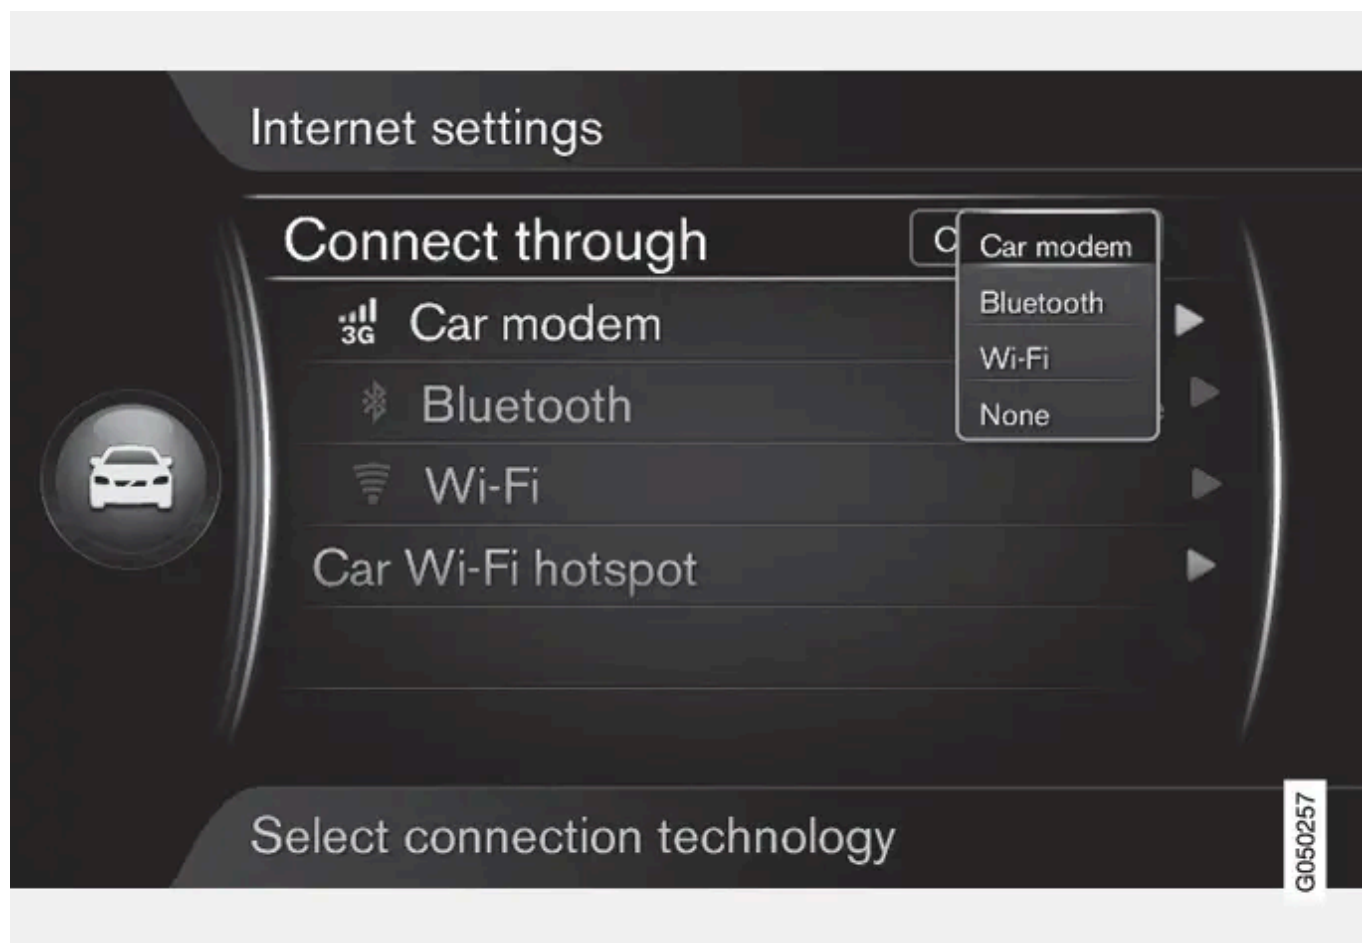 Internet settings
Connect through
C
Car modem
Bluetooth
Wi-Fi
None
3G Car modem
Bluetooth
Wi-Fi
Car Wi-Fi hotspot
Select connection technology
G050257